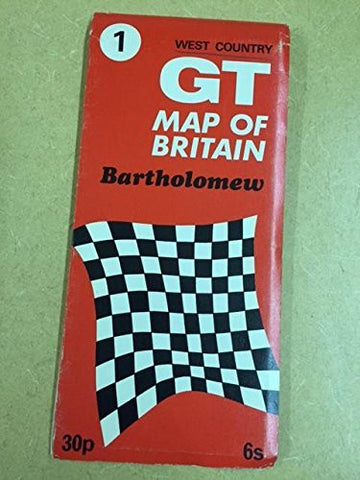 1
WEST COUNTRY
GT
MAP OF
BRITAIN
Bartholomew
30p 6s